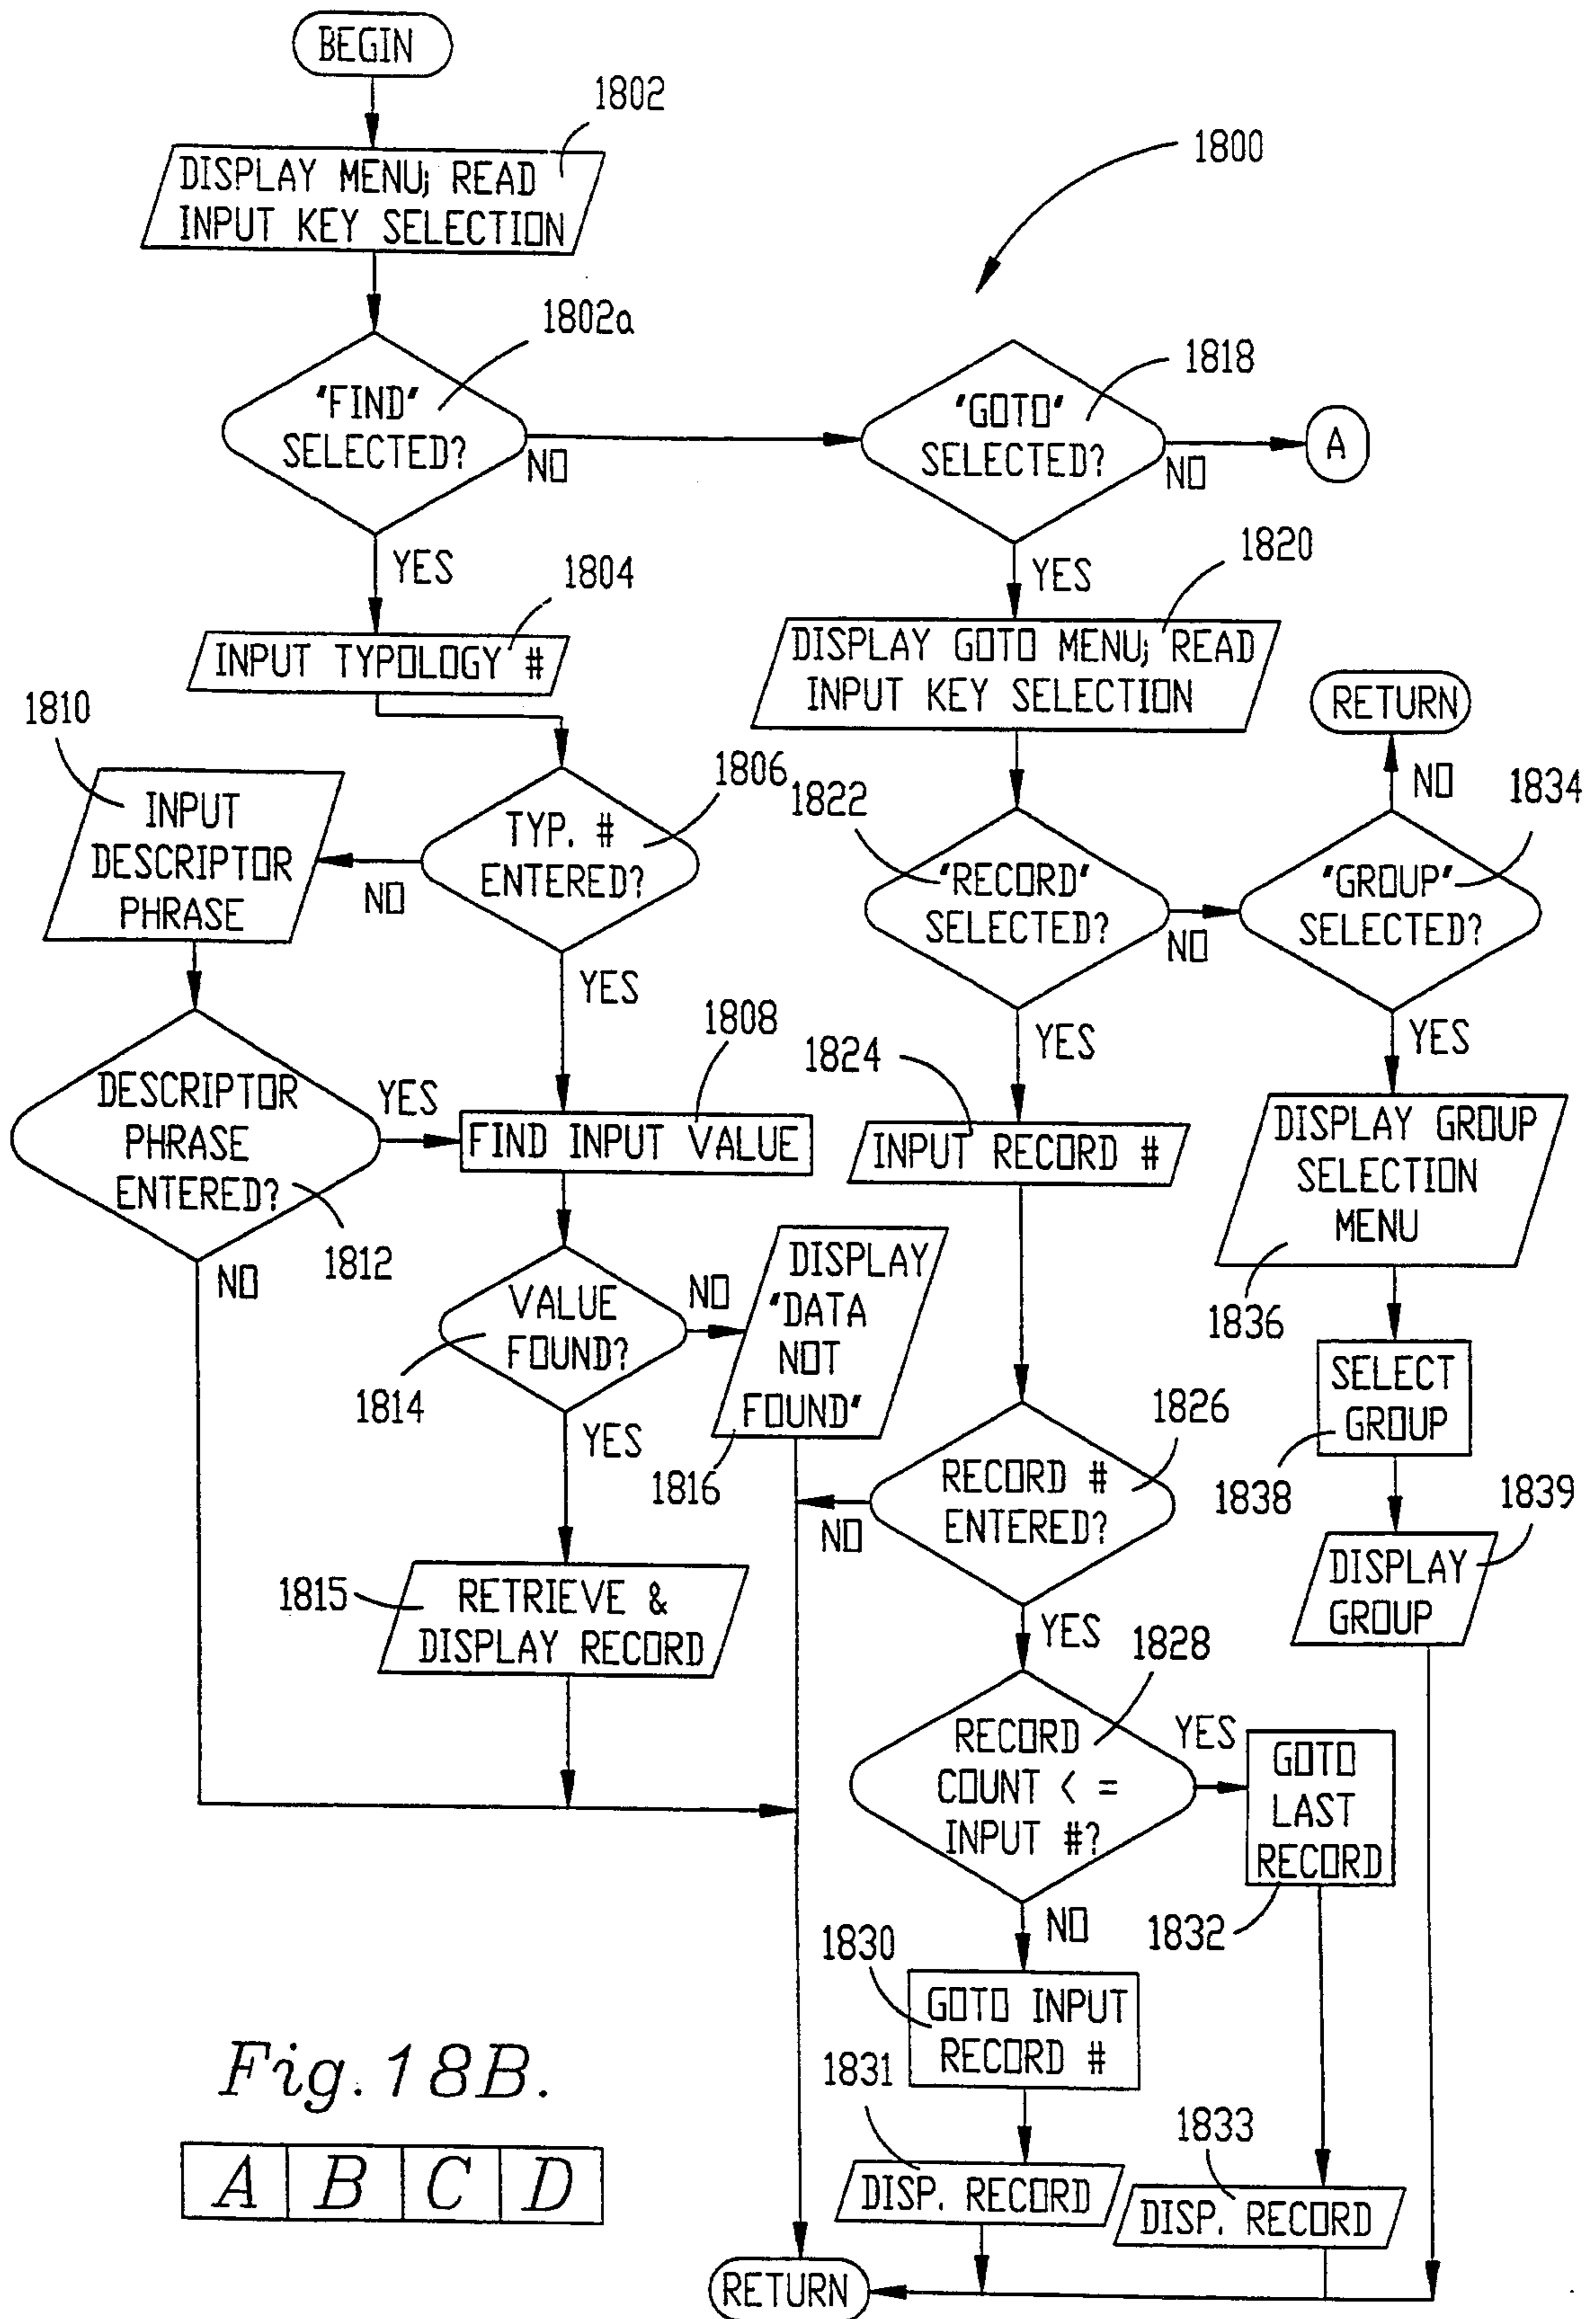 BEGIN
1802
DISPLAY MENU; READ
INPUT KEY SELECTION
1800
1802a
"FIND"
SELECTED?
NO
YES
1818
"GOTO"
SELECTED?
NO
A
YES
1804
INPUT TYPOLOGY #
1820
DISPLAY GOTO MENU; READ
INPUT KEY SELECTION
1810
INPUT
DESCRIPTOR
PHRASE
1806
TYP. #
ENTERED?
NO
YES
1822
"RECORD"
SELECTED?
NO
YES
RETURN
NO
1834
"GROUP"
SELECTED?
YES
DESCRIPTOR
PHRASE
ENTERED?
YES
1812
NO
1808
FIND INPUT VALUE
1824
INPUT RECORD #
DISPLAY GROUP
SELECTION
MENU
1836
VALUE
FOUND?
NO
1814
YES
DISPLAY
"DATA
NOT
FOUND"
1816
SELECT
GROUP
1838
1826
RECORD #
ENTERED?
NO
YES
1839
DISPLAY
GROUP
1815
RETRIEVE &
DISPLAY RECORD
1828
RECORD
COUNT < =
INPUT #?
YES
NO
GOTO
LAST
RECORD
1832
1830
GOTO INPUT
RECORD #
1831
DISP. RECORD
1833
DISP. RECORD
RETURN
Fig. 18B.
A B C D